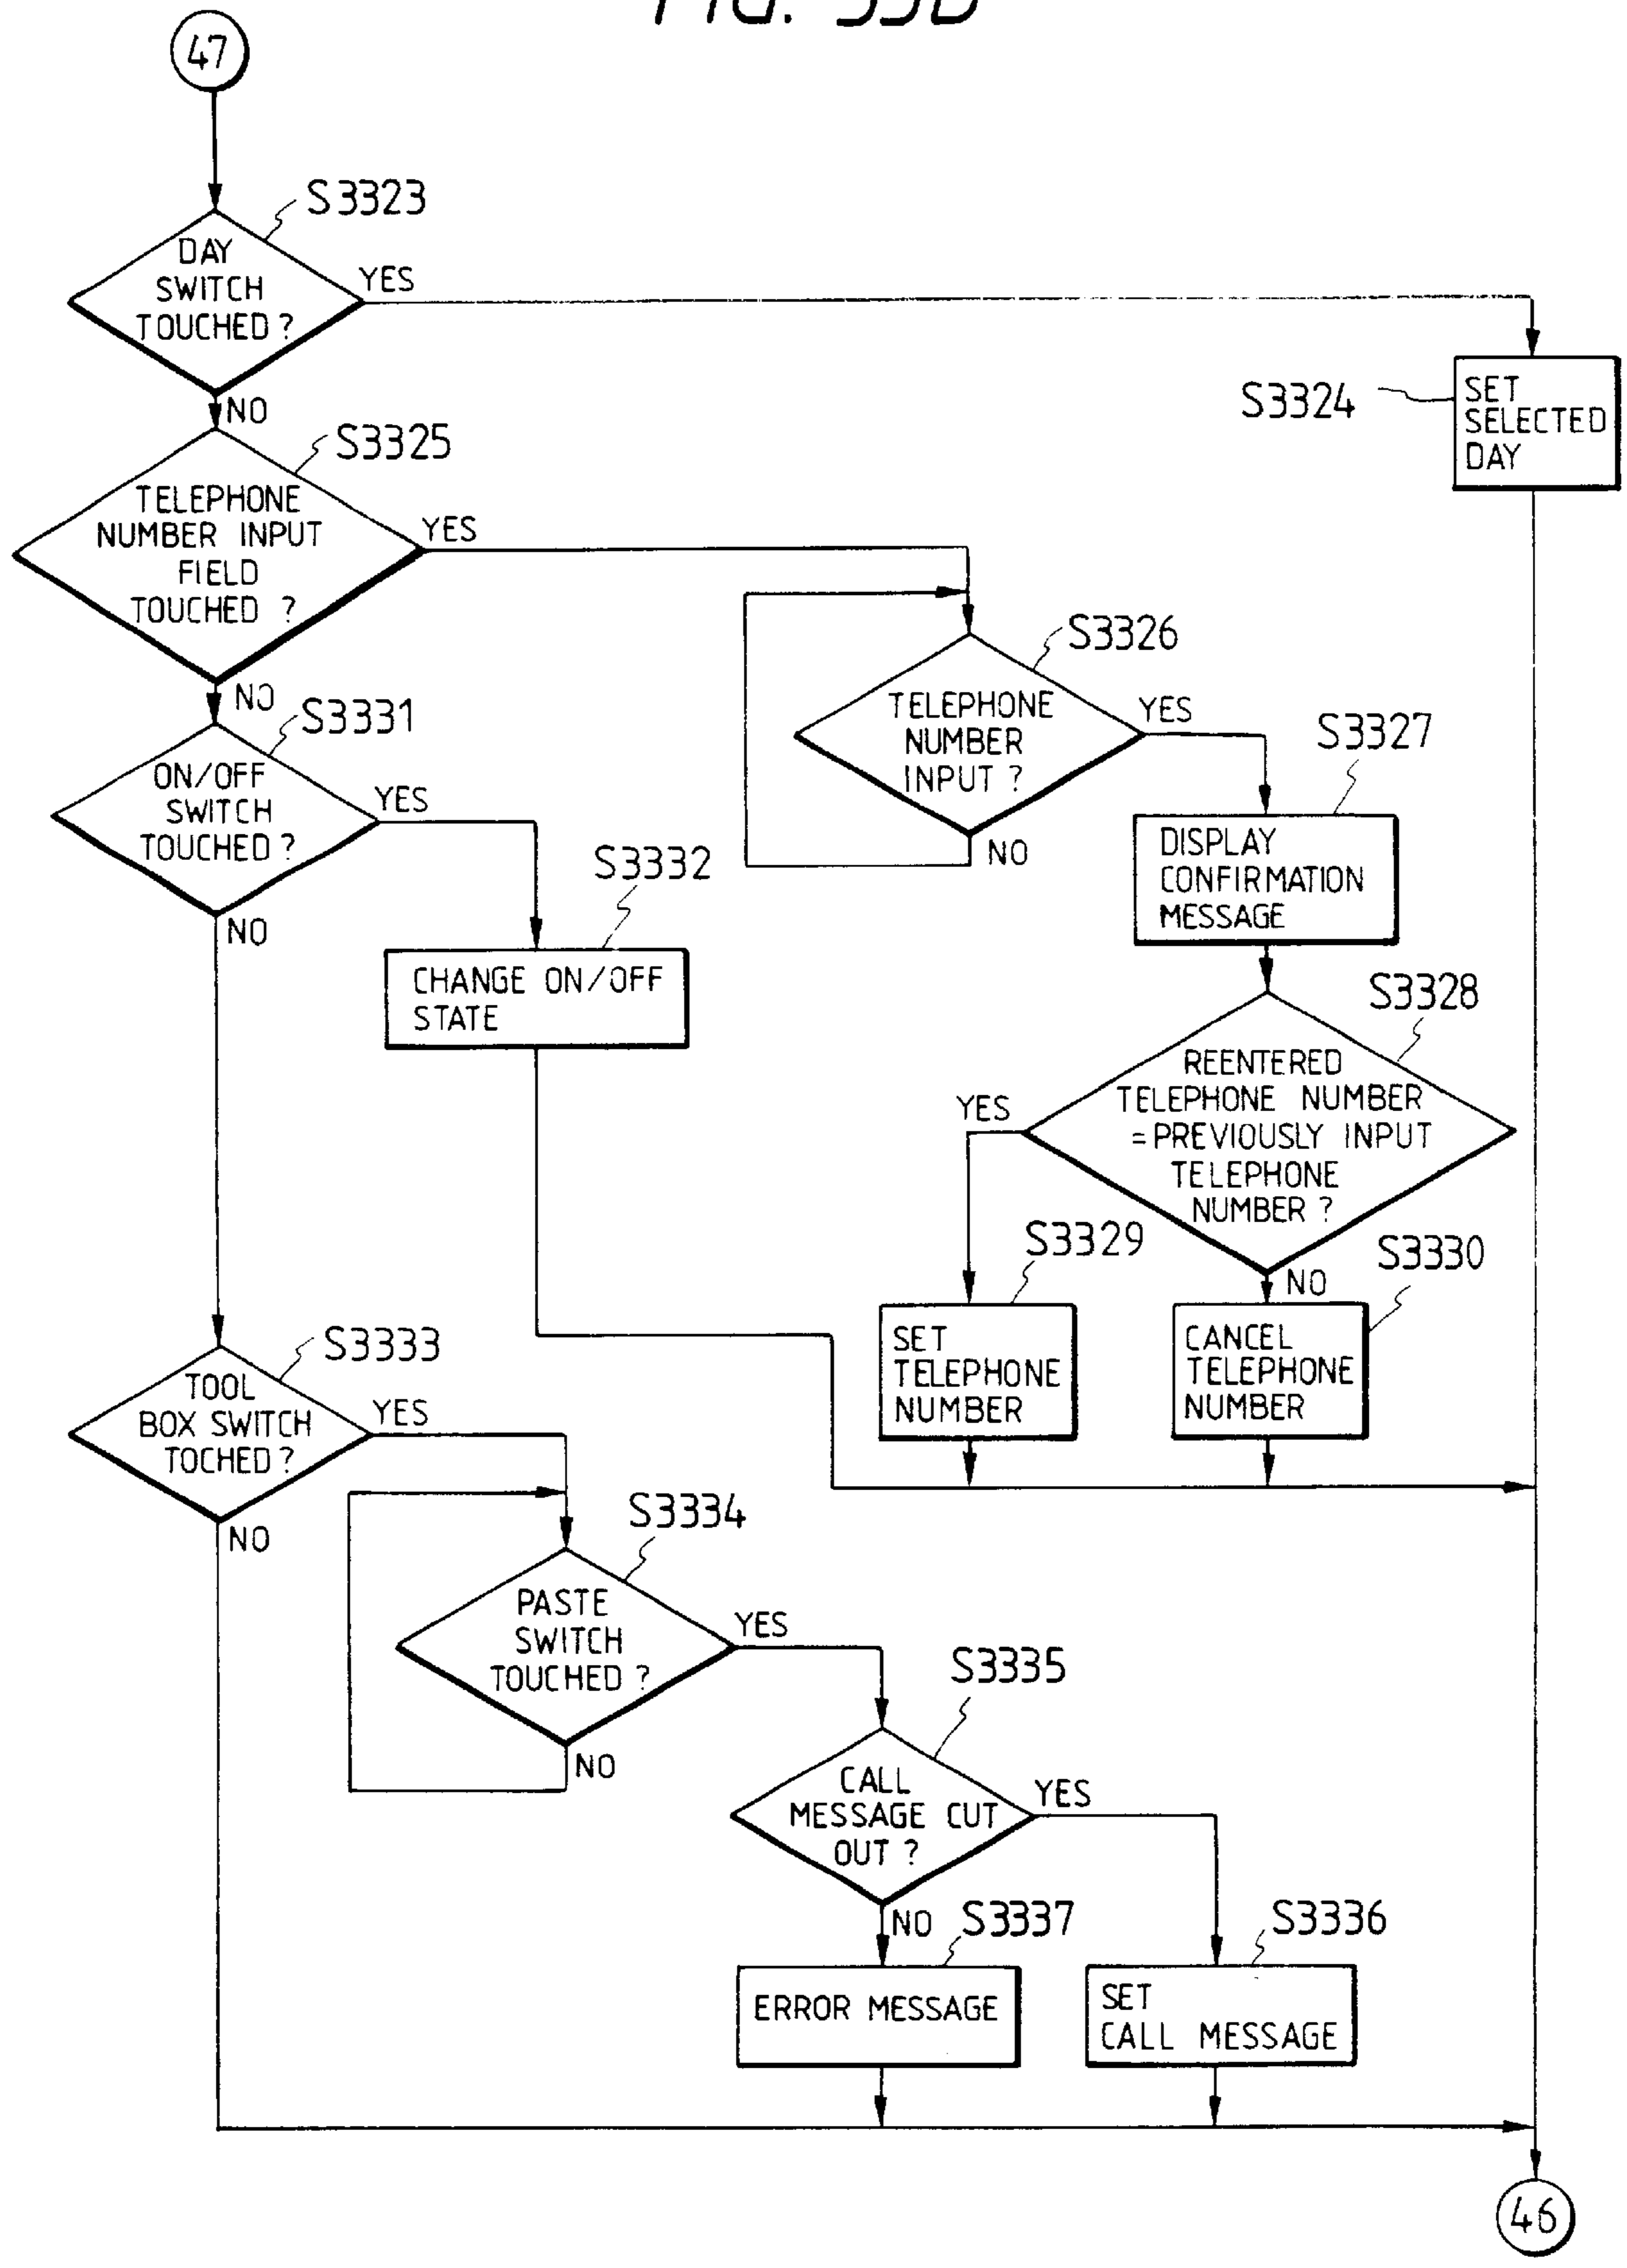 47
S3323
DAY
SWITCH
TOUCHED ?
YES
NO
S3324
SET
SELECTED
DAY
S3325
TELEPHONE
NUMBER INPUT
FIELD
TOUCHED ?
YES
NO
S3326
TELEPHONE
NUMBER
INPUT ?
YES
NO
S3327
DISPLAY
CONFIRMATION
MESSAGE
S3328
REENTERED
TELEPHONE NUMBER
=PREVIOUSLY INPUT
TELEPHONE
NUMBER ?
YES
NO
S3329
SET
TELEPHONE
NUMBER
S3330
CANCEL
TELEPHONE
NUMBER
S3331
ON/OFF
SWITCH
TOUCHED ?
YES
NO
S3332
CHANGE ON/OFF
STATE
S3333
TOOL
BOX SWITCH
TOCHED ?
YES
NO
S3334
PASTE
SWITCH
TOUCHED ?
YES
NO
S3335
CALL
MESSAGE CUT
OUT ?
YES
NO
S3337
ERROR MESSAGE
S3336
SET
CALL MESSAGE
46